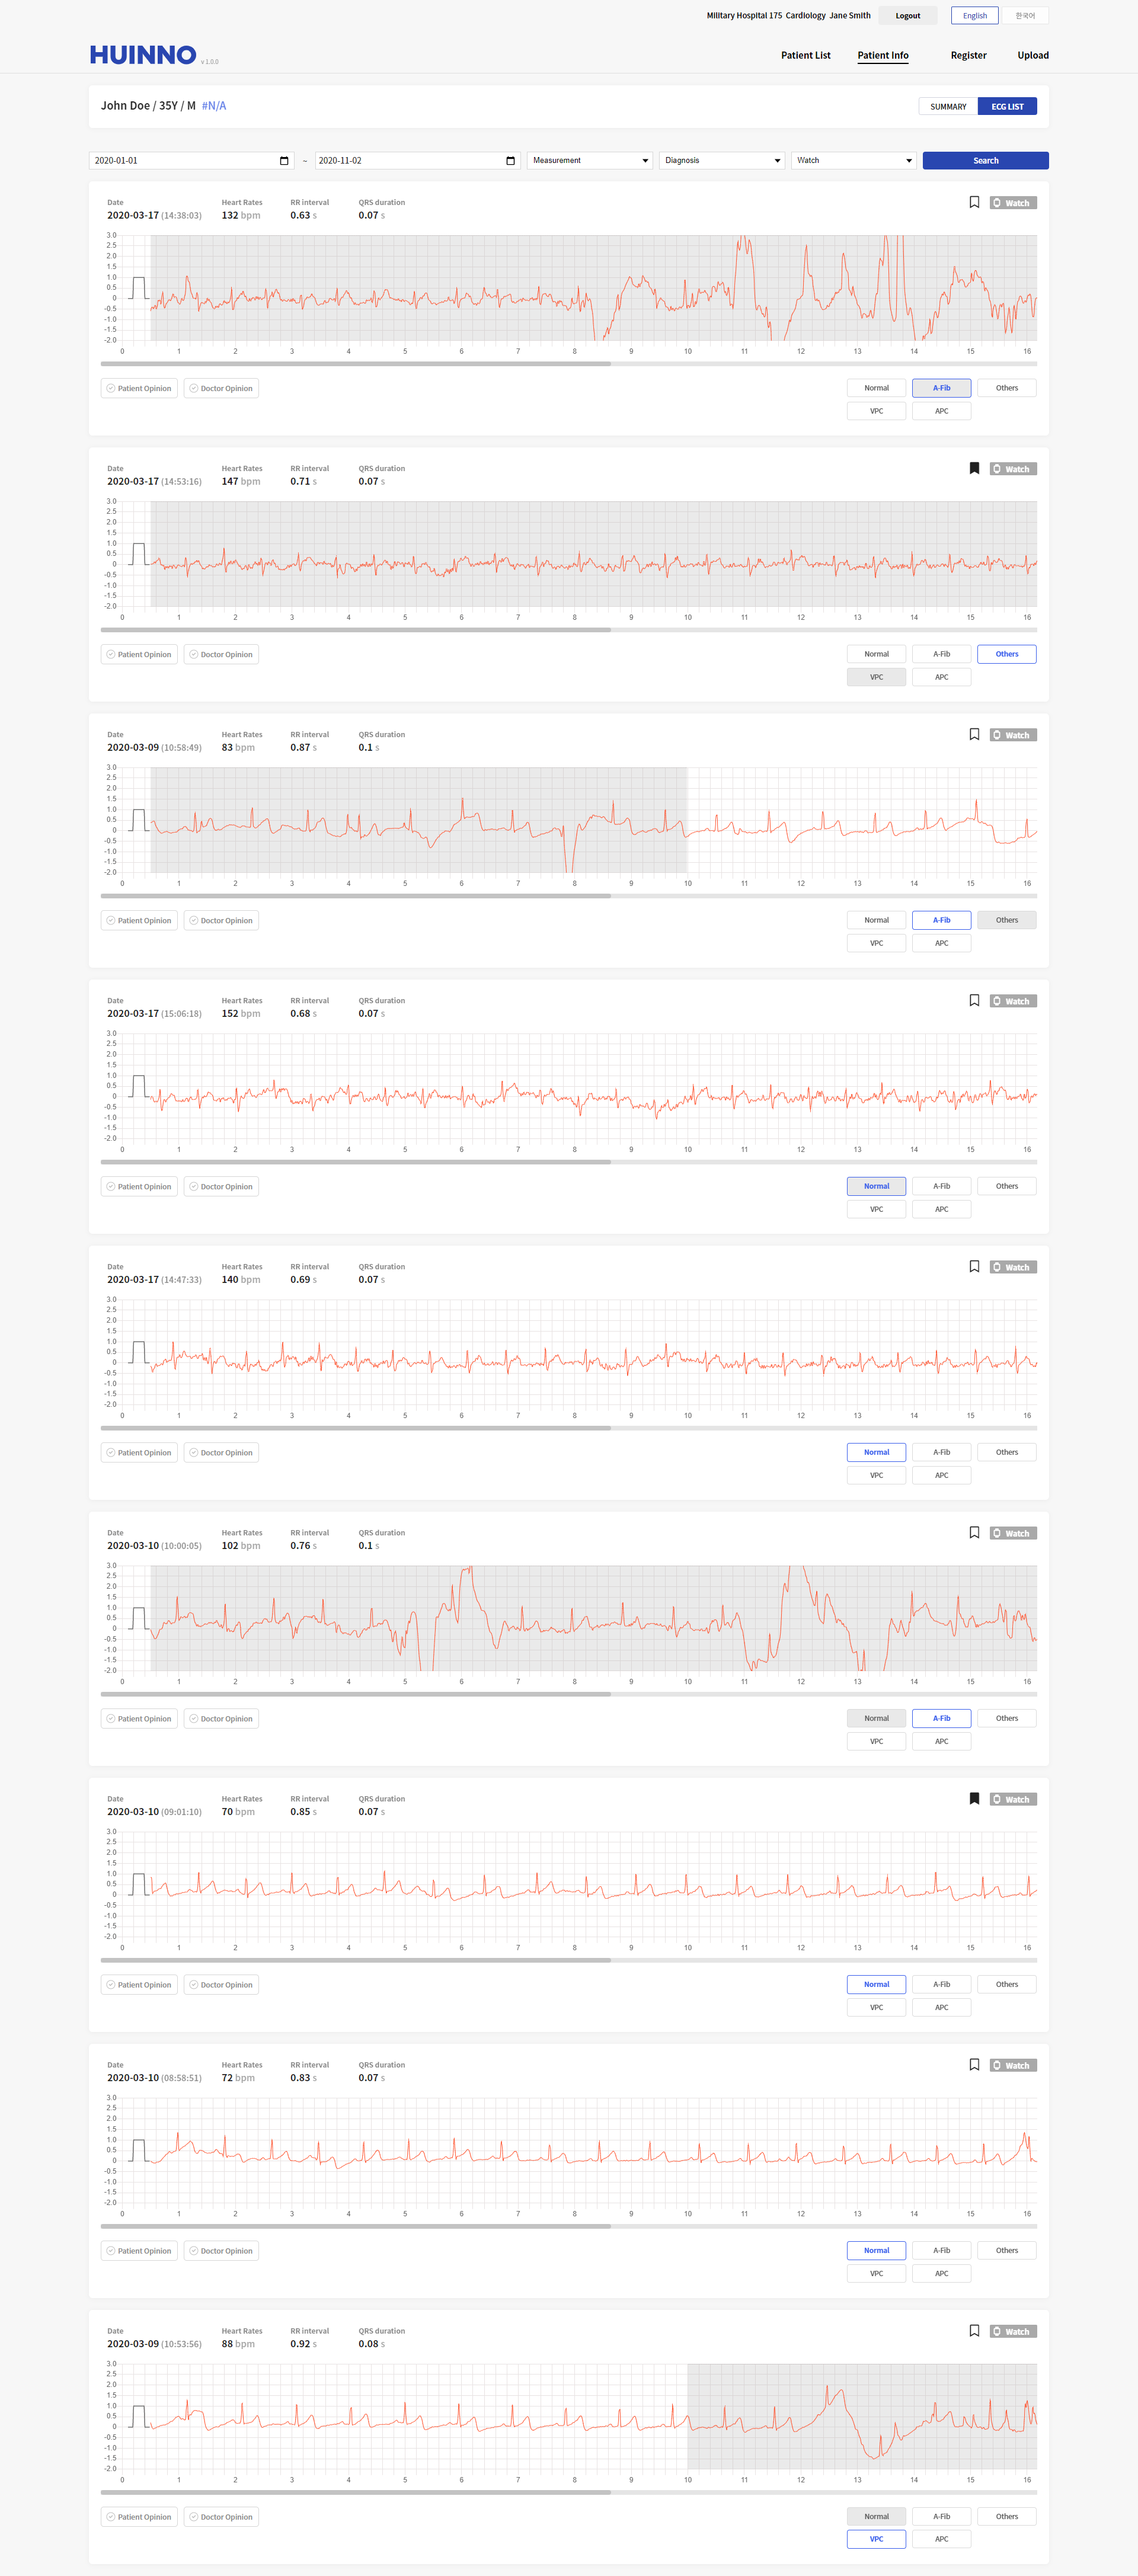 Military Hospital 175 Cardiology Jane Smith Logout English 한국어
HUINNO v 1.0.0 Patient List Patient Info Register Upload
John Doe / 35Y / M #N/A SUMMARY ECG LIST
2020-01-01 ~ 2020-11-02 Measurement Diagnosis Watch Search
Date Heart Rates RR interval QRS duration Watch
2020-03-17 (14:38:03) 132 bpm 0.63 s 0.07 s
3.0
2.5
2.0
1.5
1.0
0.5
0
-0.5
-1.0
-1.5
-2.0
0 1 2 3 4 5 6 7 8 9 10 11 12 13 14 15 16
Patient Opinion Doctor Opinion Normal A-Fib Others
VPC APC
Date Heart Rates RR interval QRS duration Watch
2020-03-17 (14:53:16) 147 bpm 0.71 s 0.07 s
3.0
2.5
2.0
1.5
1.0
0.5
0
-0.5
-1.0
-1.5
-2.0
0 1 2 3 4 5 6 7 8 9 10 11 12 13 14 15 16
Patient Opinion Doctor Opinion Normal A-Fib Others
VPC APC
Date Heart Rates RR interval QRS duration Watch
2020-03-09 (10:58:49) 83 bpm 0.87 s 0.1 s
3.0
2.5
2.0
1.5
1.0
0.5
0
-0.5
-1.0
-1.5
-2.0
0 1 2 3 4 5 6 7 8 9 10 11 12 13 14 15 16
Patient Opinion Doctor Opinion Normal A-Fib Others
VPC APC
Date Heart Rates RR interval QRS duration Watch
2020-03-17 (15:06:18) 152 bpm 0.68 s 0.07 s
3.0
2.5
2.0
1.5
1.0
0.5
0
-0.5
-1.0
-1.5
-2.0
0 1 2 3 4 5 6 7 8 9 10 11 12 13 14 15 16
Patient Opinion Doctor Opinion Normal A-Fib Others
VPC APC
Date Heart Rates RR interval QRS duration Watch
2020-03-17 (14:47:33) 140 bpm 0.69 s 0.07 s
3.0
2.5
2.0
1.5
1.0
0.5
0
-0.5
-1.0
-1.5
-2.0
0 1 2 3 4 5 6 7 8 9 10 11 12 13 14 15 16
Patient Opinion Doctor Opinion Normal A-Fib Others
VPC APC
Date Heart Rates RR interval QRS duration Watch
2020-03-10 (10:00:05) 102 bpm 0.76 s 0.1 s
3.0
2.5
2.0
1.5
1.0
0.5
0
-0.5
-1.0
-1.5
-2.0
0 1 2 3 4 5 6 7 8 9 10 11 12 13 14 15 16
Patient Opinion Doctor Opinion Normal A-Fib Others
VPC APC
Date Heart Rates RR interval QRS duration Watch
2020-03-10 (09:01:10) 70 bpm 0.85 s 0.07 s
3.0
2.5
2.0
1.5
1.0
0.5
0
-0.5
-1.0
-1.5
-2.0
0 1 2 3 4 5 6 7 8 9 10 11 12 13 14 15 16
Patient Opinion Doctor Opinion Normal A-Fib Others
VPC APC
Date Heart Rates RR interval QRS duration Watch
2020-03-10 (08:58:51) 72 bpm 0.83 s 0.07 s
3.0
2.5
2.0
1.5
1.0
0.5
0
-0.5
-1.0
-1.5
-2.0
0 1 2 3 4 5 6 7 8 9 10 11 12 13 14 15 16
Patient Opinion Doctor Opinion Normal A-Fib Others
VPC APC
Date Heart Rates RR interval QRS duration Watch
2020-03-09 (10:53:56) 88 bpm 0.92 s 0.08 s
3.0
2.5
2.0
1.5
1.0
0.5
0
-0.5
-1.0
-1.5
-2.0
0 1 2 3 4 5 6 7 8 9 10 11 12 13 14 15 16
Patient Opinion Doctor Opinion Normal A-Fib Others
VPC APC